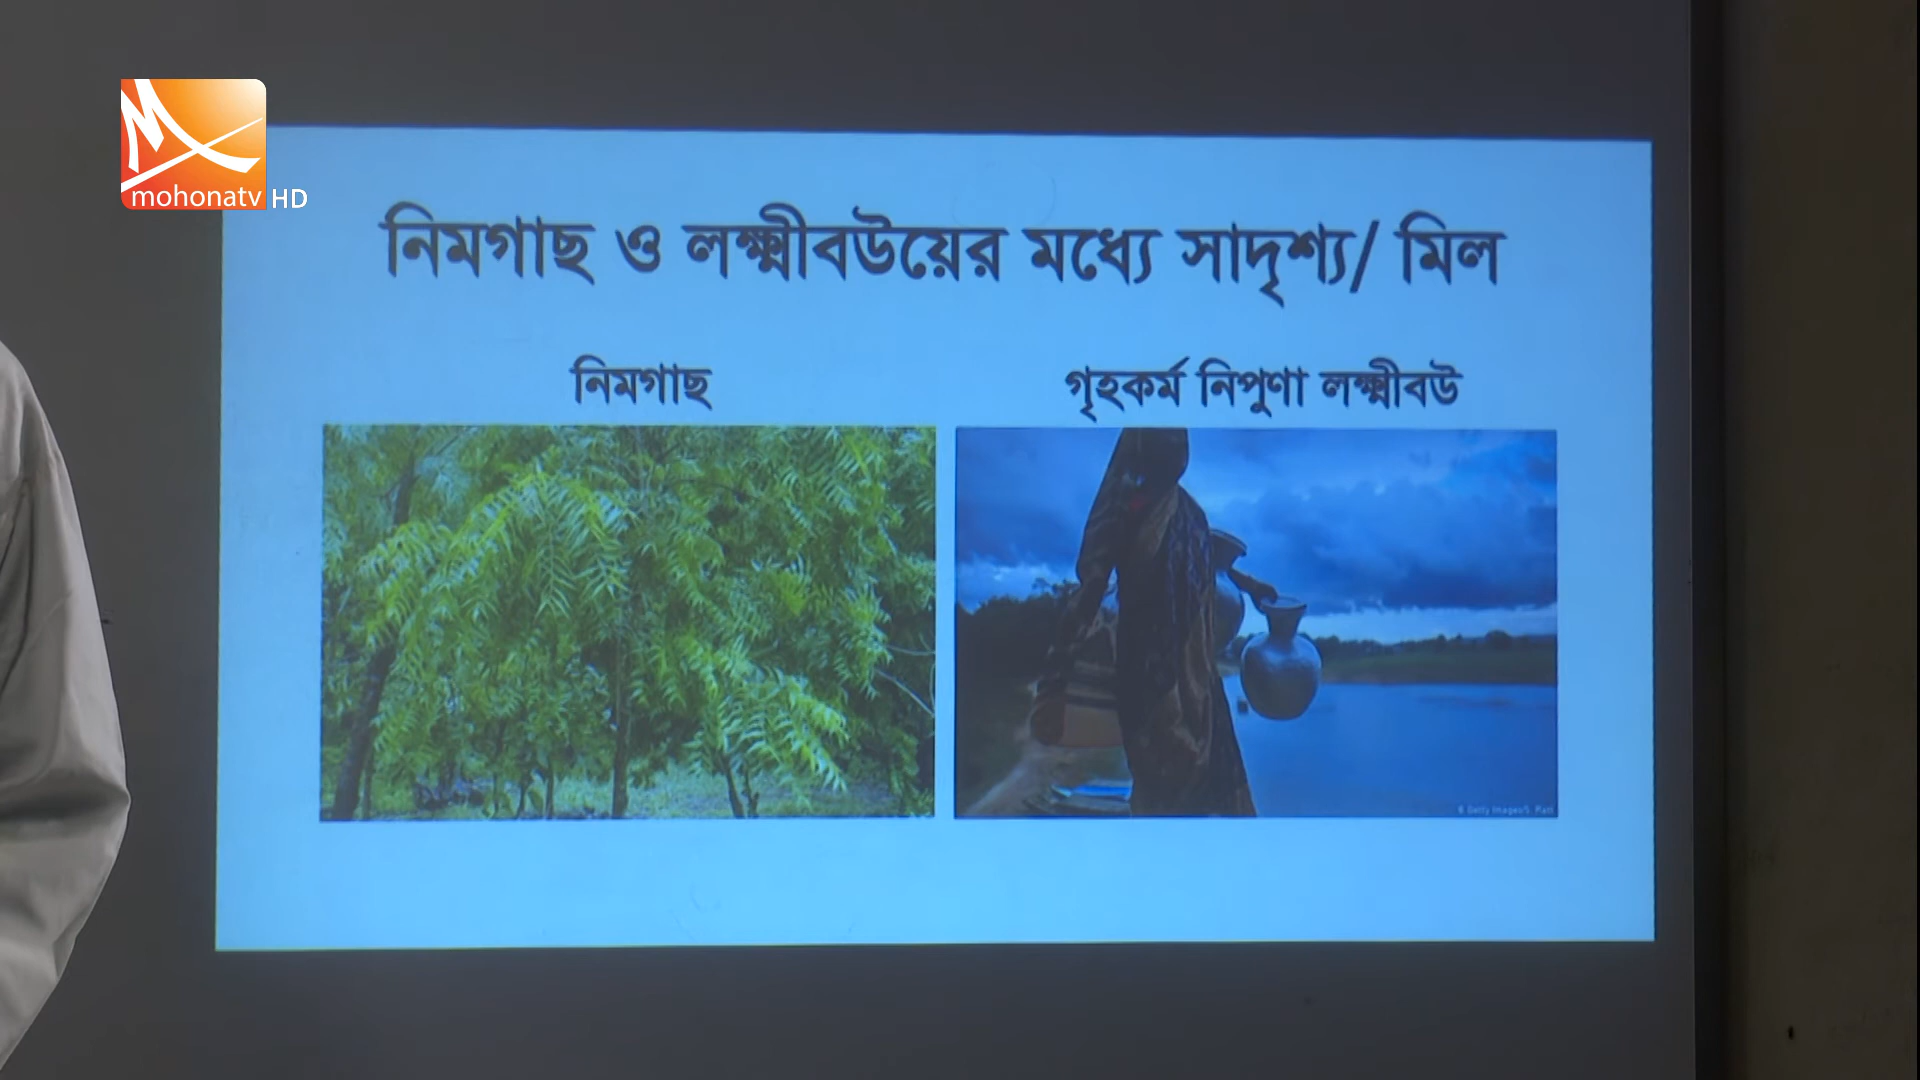 mohonatv HD
নিমগাছ ও লক্ষ্মীবউয়ের মধ্যে সাদৃশ্য/ মিল
নিমগাছ
গৃহকর্ম নিপুণা লক্ষ্মীবউ